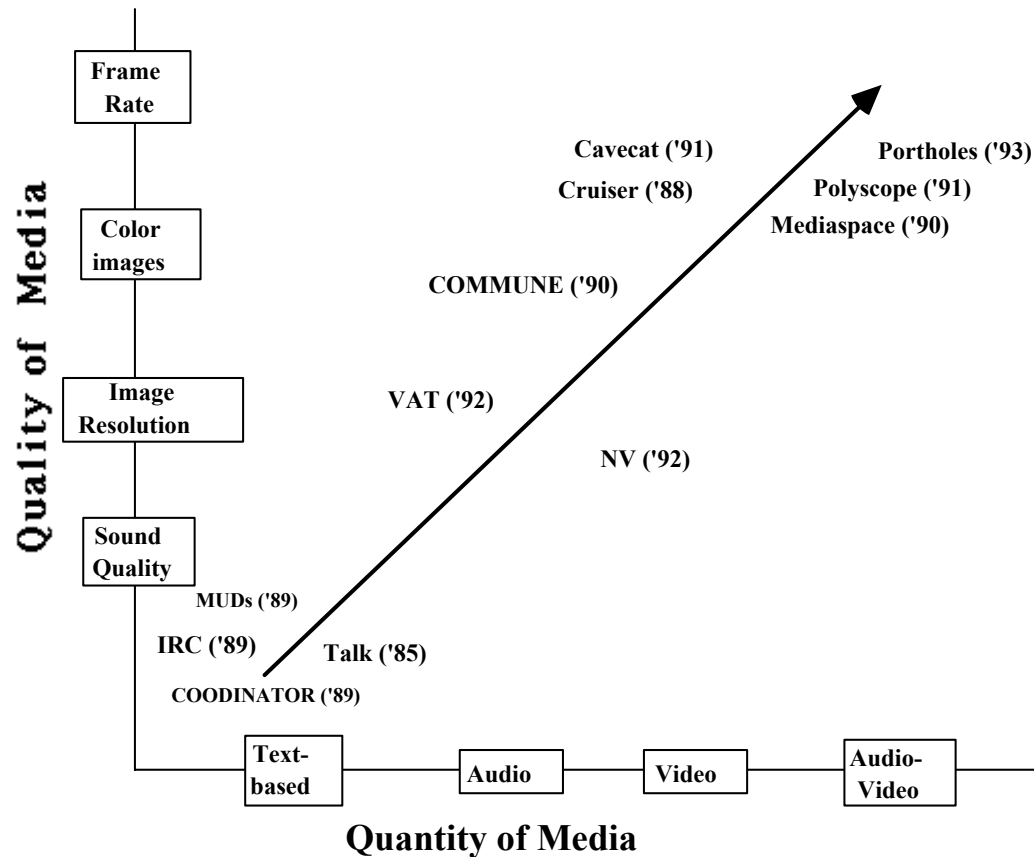 Frame
Rate
Cavecat ('91)
Portholes ('93)
Cruiser ('88)
Polyscope ('91)
Mediaspace ('90)
Color
images
COMMUNE ('90)
Quality of Media
Image
Resolution
VAT ('92)
NV ('92)
Sound
Quality
MUDs ('89)
IRC ('89)
Talk ('85)
COODINATOR ('89)
Text-
based
Audio
Video
Audio-
Video
Quantity of Media